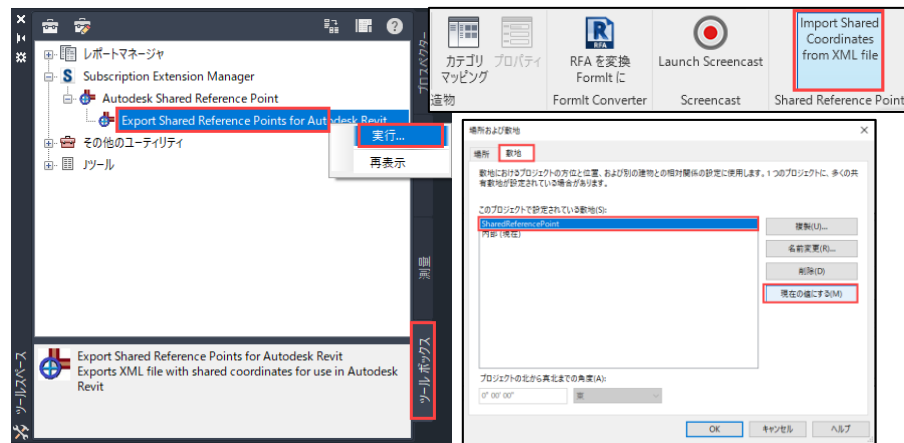 プロスペクター
レポートマネージャ
Subscription Extension Manager
Autodesk Shared Reference Point
Export Shared Reference Points for Autodesk Revit
実行...
再表示
その他のユーティリティ
Jツール
測量
ツール ボックス
Export Shared Reference Points for Autodesk Revit
Exports XML file with shared coordinates for use in Autodesk
Revit
ツールスペース
カテゴリ
マッピング
プロパティ
造物
RFA
RFA を変換
FormIt に
FormIt Converter
Launch Screencast
Screencast
Import Shared
Coordinates
from XML file
Shared Reference Point
場所および敷地
場所
敷地
敷地におけるプロジェクトの方位と位置、および別の建物との相対関係の設定に使用します。1 つのプロジェクトに、多くの共
有敷地が設定されている場合があります。
このプロジェクトで設定されている敷地(S):
SharedReferencePoint
内部 (現在)
複製(U)...
名前変更(R)...
削除(D)
現在の値にする(M)
プロジェクトの北から真北までの角度(A):
0° 00' 00"
東
OK
キャンセル
ヘルプ